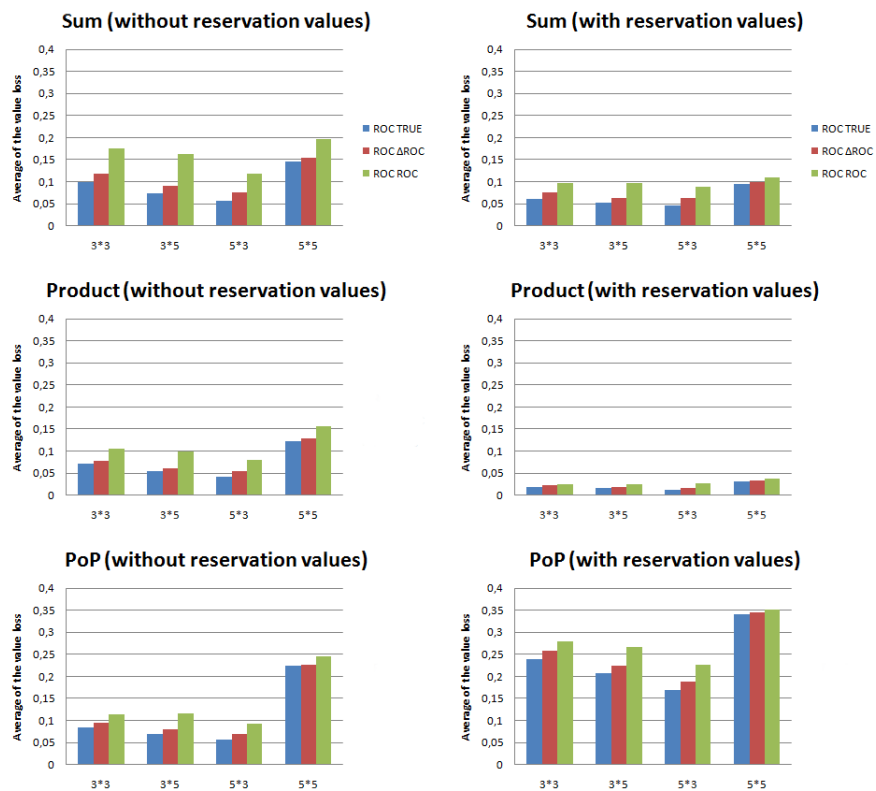 Sum (without reservation values)
Average of the value loss
0,4
0,35
0,3
0,25
0,2
0,15
0,1
0,05
0
3*3 3*5 5*3 5*5
ROC TRUE
ROC ΔROC
ROC ROC
Sum (with reservation values)
Average of the value loss
0,4
0,35
0,3
0,25
0,2
0,15
0,1
0,05
0
3*3 3*5 5*3 5*5
ROC TRUE
ROC ΔROC
ROC ROC
Product (without reservation values)
Average of the value loss
0,4
0,35
0,3
0,25
0,2
0,15
0,1
0,05
0
3*3 3*5 5*3 5*5
Product (with reservation values)
Average of the value loss
0,4
0,35
0,3
0,25
0,2
0,15
0,1
0,05
0
3*3 3*5 5*3 5*5
PoP (without reservation values)
Average of the value loss
0,4
0,35
0,3
0,25
0,2
0,15
0,1
0,05
0
3*3 3*5 5*3 5*5
PoP (with reservation values)
Average of the value loss
0,4
0,35
0,3
0,25
0,2
0,15
0,1
0,05
0
3*3 3*5 5*3 5*5